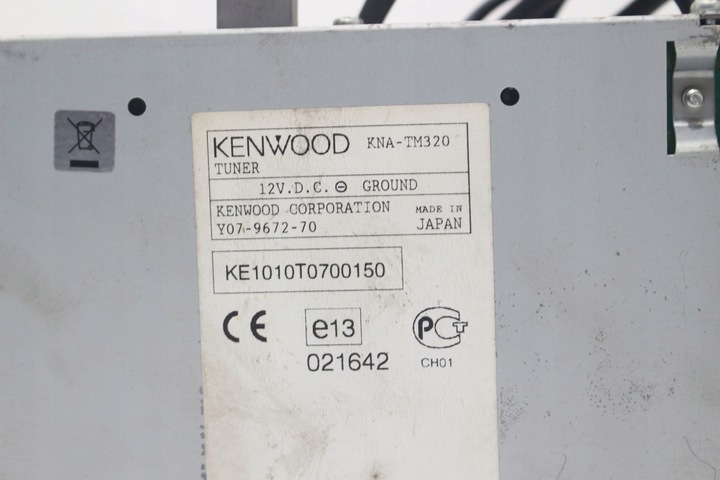 KENWOOD KNA-TM320
TUNER
12V.D.C. ⊖ GROUND
KENWOOD CORPORATION MADE IN
Y07-9672-70 JAPAN
KE1010T0700150
CE e13 PCT
021642 CH01